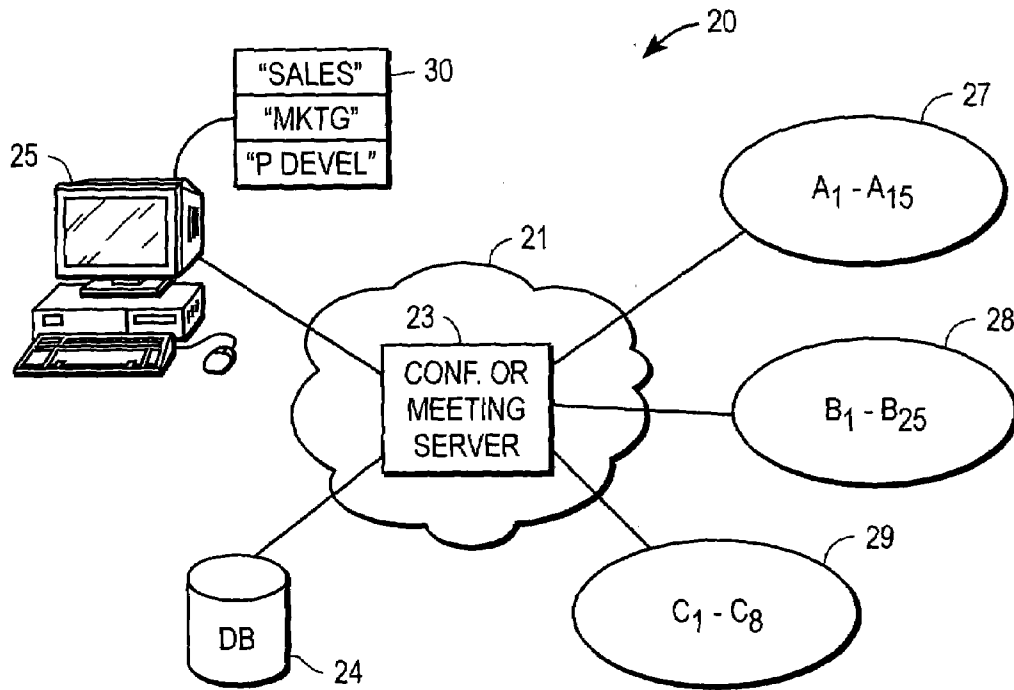 20
"SALES"
30
"MKTG"
"P DEVEL"
25
27
A1 - A15
21
23
CONF. OR
MEETING
SERVER
28
B1 - B25
29
C1 - C8
DB
24